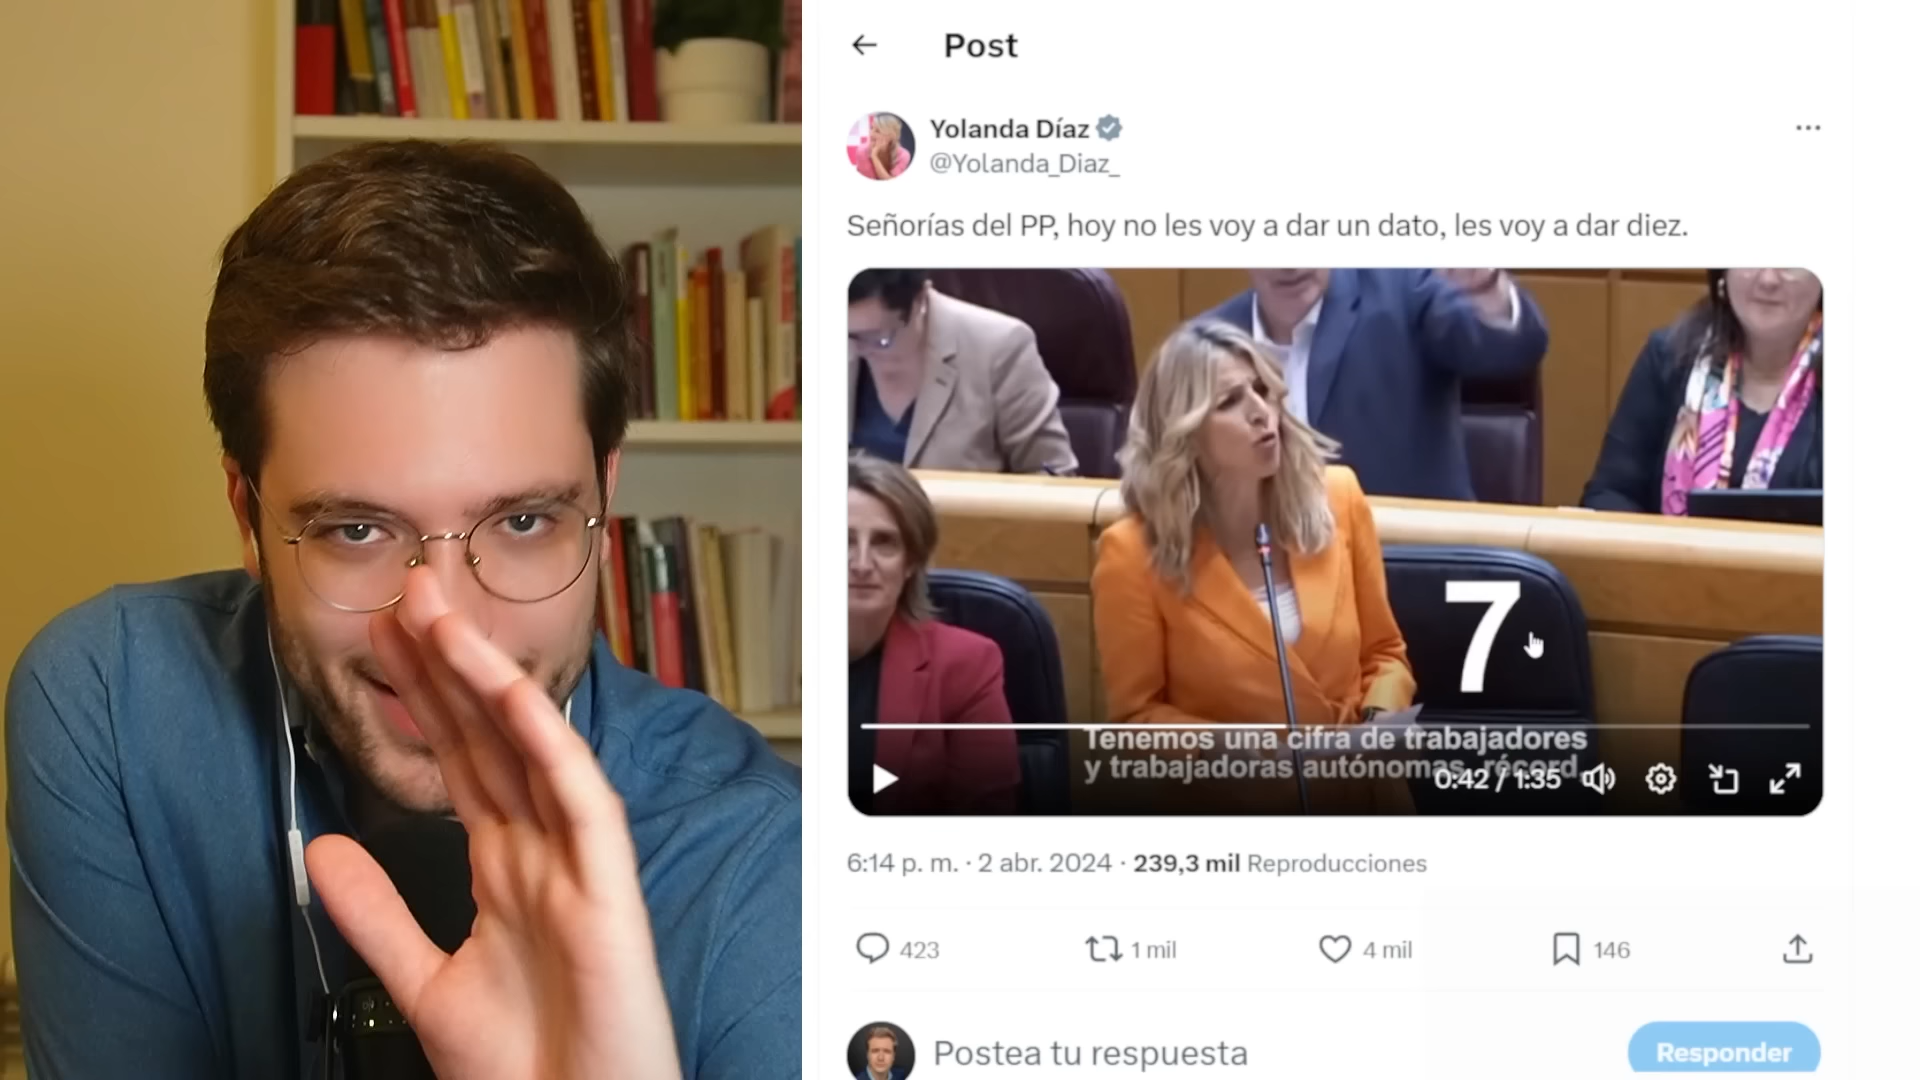 Post
Yolanda Díaz
@Yolanda_Diaz_
Señorías del PP, hoy no les voy a dar un dato, les voy a dar diez.
7
Tenemos una cifra de trabajadores
y trabajadoras autónomas, récord,
0:42 / 1:35
6:14 p. m. · 2 abr. 2024 · 239,3 mil Reproducciones
423
1 mil
4 mil
146
Postea tu respuesta
Responder